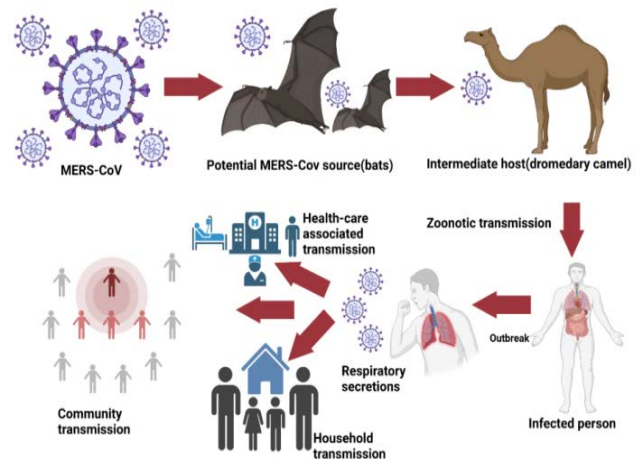 MERS-CoV
Potential MERS-Cov source(bats)
Intermediate host(dromedary camel)
Zoonotic transmission
Health-care
associated
transmission
H
Outbreak
Respiratory
secretions
Infected person
Community
transmission
Household
transmission